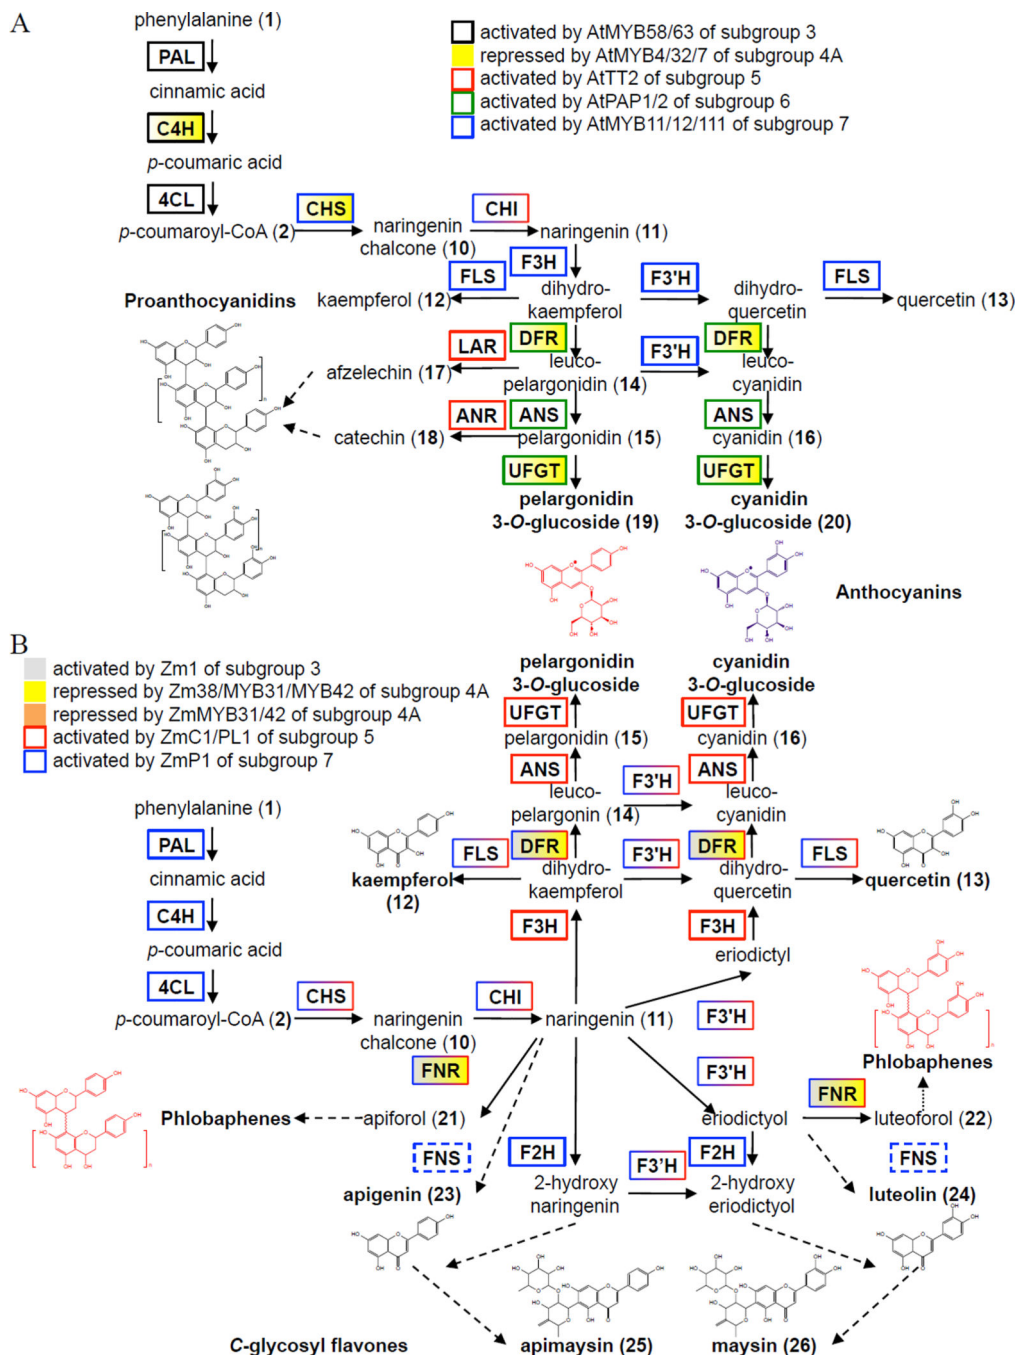 A
phenylalanine (1)
PAL
cinnamic acid
C4H
p-coumaric acid
4CL
p-coumaroyl-CoA (2)
activated by AtMYB58/63 of subgroup 3
repressed by AtMYB4/32/7 of subgroup 4A
activated by AtTT2 of subgroup 5
activated by AtPAP1/2 of subgroup 6
activated by AtMYB11/12/111 of subgroup 7
CHS
naringenin
chalcone (10)
CHI
naringenin (11)
F3H
FLS
kaempferol (12)
dihydro-
kaempferol
F3'H
dihydro-
quercetin
FLS
quercetin (13)
Proanthocyanidins
DFR
LAR
afzelechin (17)
leuco-
pelargonidin (14)
F3'H
DFR
leuco-
cyanidin
ANR
catechin (18)
ANS
pelargonidin (15)
ANS
cyanidin (16)
UFGT
UFGT
pelargonidin
3-O-glucoside (19)
cyanidin
3-O-glucoside (20)
Anthocyanins
B
activated by Zm1 of subgroup 3
repressed by Zm38/MYB31/MYB42 of subgroup 4A
repressed by ZmMYB31/42 of subgroup 4A
activated by ZmC1/PL1 of subgroup 5
activated by ZmP1 of subgroup 7
pelargonidin
3-O-glucoside
cyanidin
3-O-glucoside
UFGT
UFGT
pelargonidin (15)
cyanidin (16)
ANS
F3'H
ANS
leuco-
pelargonin (14)
leuco-
cyanidin
phenylalanine (1)
PAL
cinnamic acid
C4H
p-coumaric acid
4CL
p-coumaroyl-CoA (2)
FLS
DFR
F3'H
DFR
FLS
kaempferol
(12)
dihydro-
kaempferol
dihydro-
quercetin
quercetin (13)
F3H
F3H
eriodictyl
CHS
naringenin
chalcone (10)
CHI
naringenin (11)
F3'H
F3'H
Phlobaphenes
FNR
FNR
Phlobaphenes
apiforol (21)
eriodictyol
luteoforol (22)
FNS
F2H
F3'H
F2H
FNS
apigenin (23)
2-hydroxy
naringenin
2-hydroxy
eriodictyol
luteolin (24)
C-glycosyl flavones
apimaysin (25)
maysin (26)